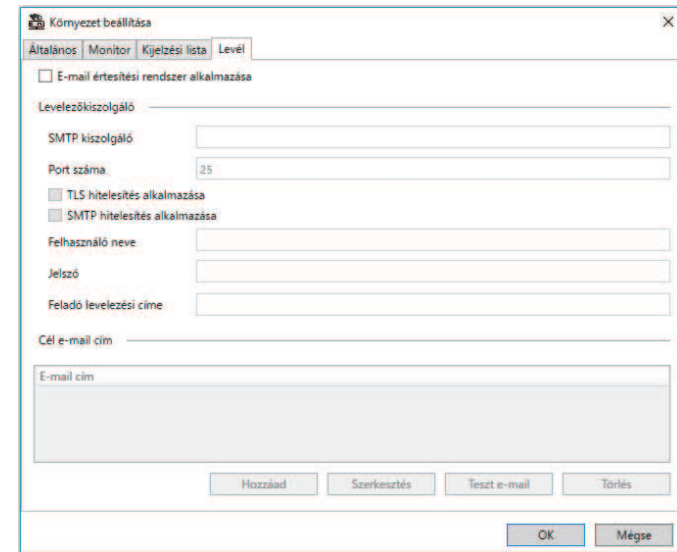 Környezet beállítása
Általános Monitor Kijelzési lista Levél
E-mail értesítési rendszer alkalmazása
Levelezőkiszolgáló
SMTP kiszolgáló
Port száma 25
TLS hitelesítés alkalmazása
SMTP hitelesítés alkalmazása
Felhasználó neve
Jelszó
Feladó levelezési címe
Cél e-mail cím
E-mail cím
Hozzáad Szerkesztés Teszt e-mail Törlés
OK Mégse